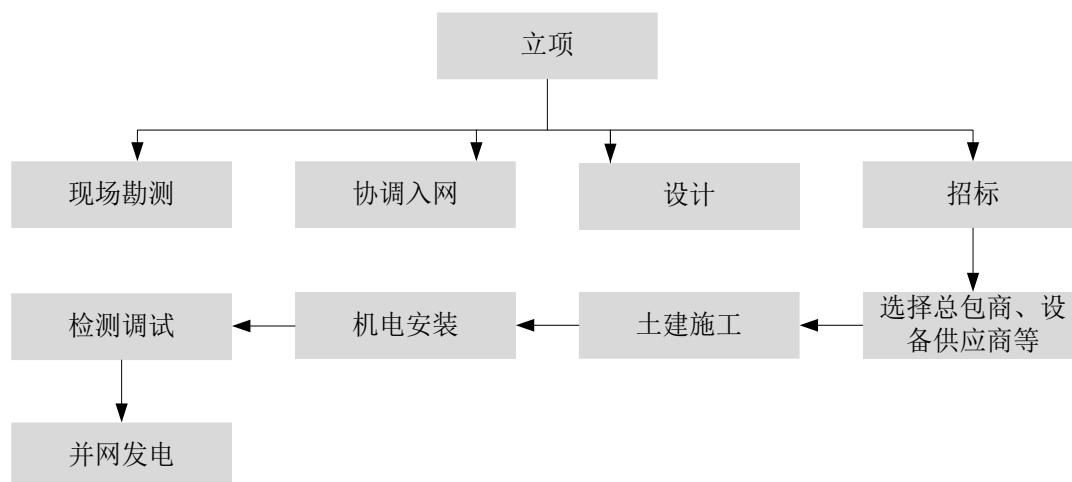 立项
现场勘测
协调入网
设计
招标
检测调试
机电安装
土建施工
选择总包商、设
备供应商等
并网发电